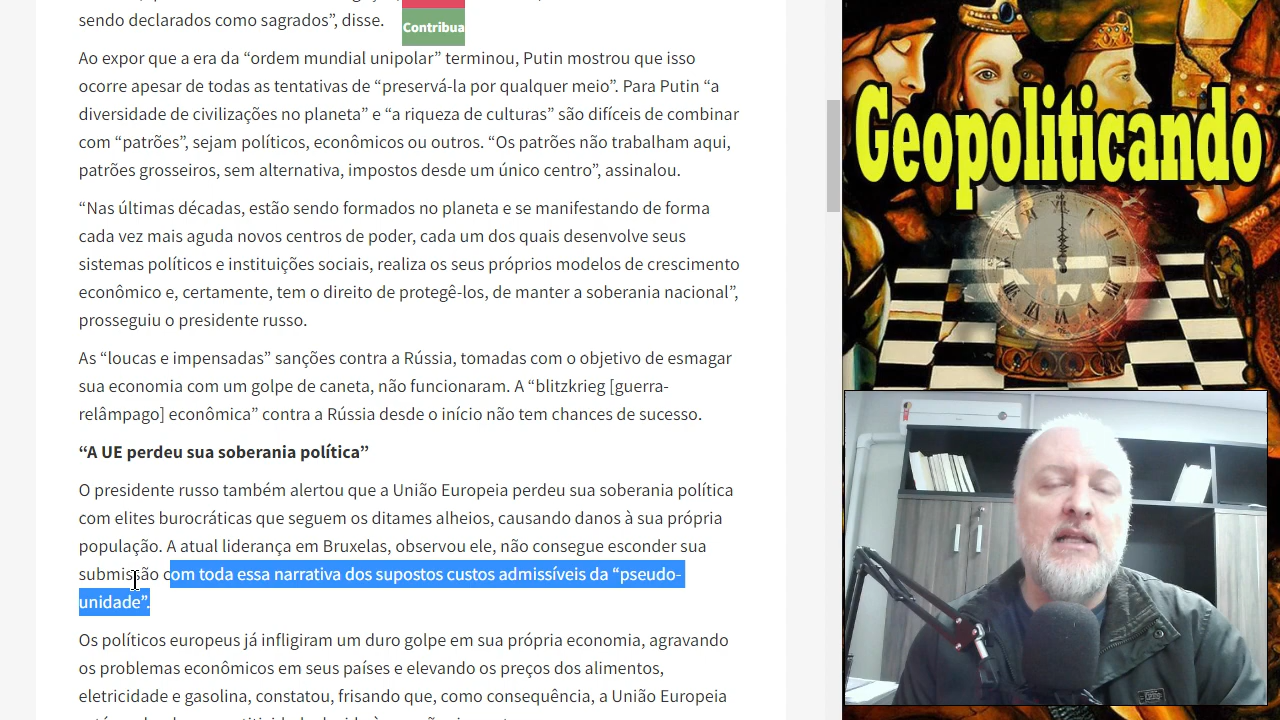 sendo declarados como sagrados”, disse.
Contribua
Ao expor que a era da “ordem mundial unipolar” terminou, Putin mostrou que isso
ocorre apesar de todas as tentativas de “preservá-la por qualquer meio”. Para Putin “a
diversidade de civilizações no planeta” e “a riqueza de culturas” são difíceis de combinar
com “patrões”, sejam políticos, econômicos ou outros. “Os patrões não trabalham aqui,
patrões grosseiros, sem alternativa, impostos desde um único centro”, assinalou.
“Nas últimas décadas, estão sendo formados no planeta e se manifestando de forma
cada vez mais aguda novos centros de poder, cada um dos quais desenvolve seus
sistemas políticos e instituições sociais, realiza os seus próprios modelos de crescimento
econômico e, certamente, tem o direito de protegê-los, de manter a soberania nacional”,
prosseguiu o presidente russo.
As “loucas e impensadas” sanções contra a Rússia, tomadas com o objetivo de esmagar
sua economia com um golpe de caneta, não funcionaram. A “blitzkrieg [guerra-
relâmpago] econômica” contra a Rússia desde o início não tem chances de sucesso.
“A UE perdeu sua soberania política”
O presidente russo também alertou que a União Europeia perdeu sua soberania política
com elites burocráticas que seguem os ditames alheios, causando danos à sua própria
população. A atual liderança em Bruxelas, observou ele, não consegue esconder sua
submissão com toda essa narrativa dos supostos custos admissíveis da “pseudo-
unidade”.
Os políticos europeus já infligiram um duro golpe em sua própria economia, agravando
os problemas econômicos em seus países e elevando os preços dos alimentos,
eletricidade e gasolina, constatou, frisando que, como consequência, a União Europeia
Geopoliticando